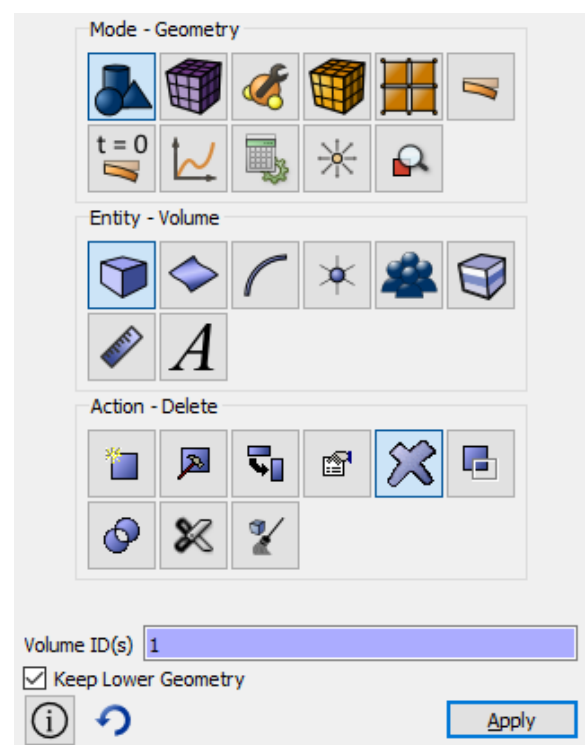 Mode - Geometry
t = 0
Entity - Volume
A
Action - Delete
Volume ID(s) 1
Keep Lower Geometry
i
Apply